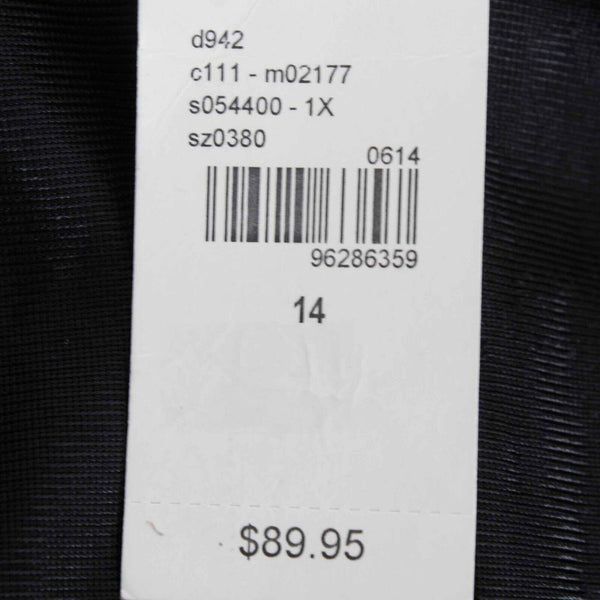 d942
c111 - m02177
s054400 - 1X
sz0380
0614
96286359
14
$89.95